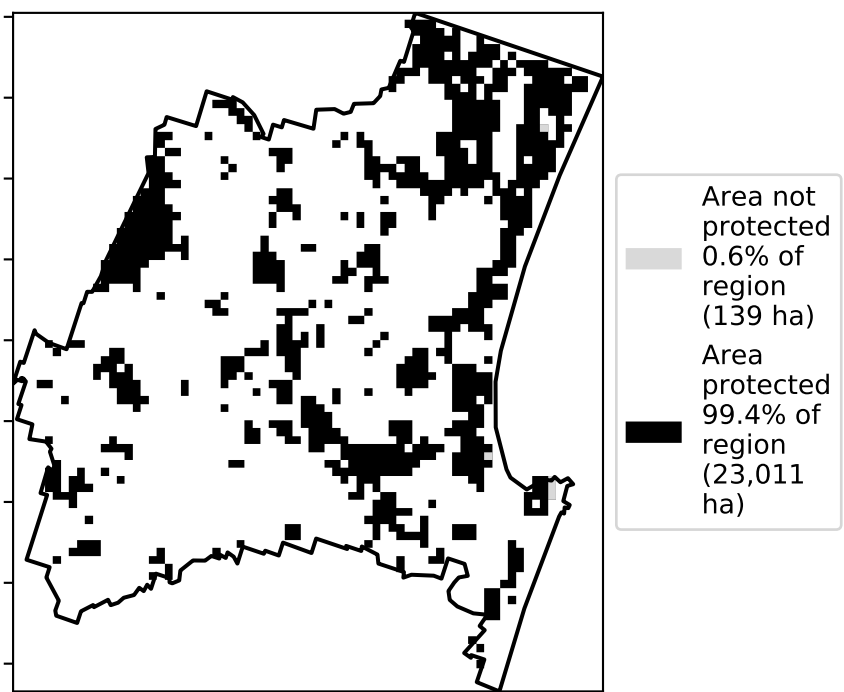 Area not
protected
0.6% of
region
(139 ha)
Area
protected
99.4% of
region
(23,011
ha)